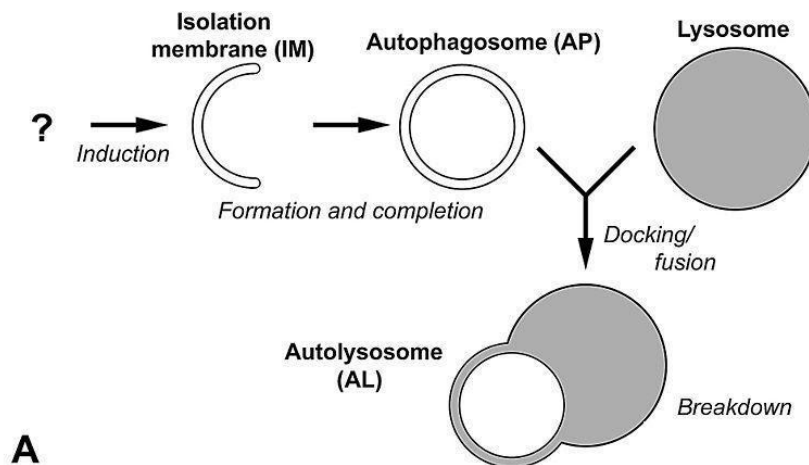 Isolation
membrane (IM)
Autophagosome (AP)
Lysosome
?
Induction
Formation and completion
Docking/
fusion
Autolysosome
(AL)
Breakdown
A